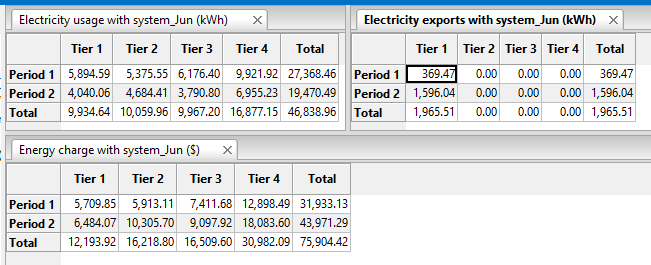 Electricity usage with system_Jun (kWh)
Tier 1 Tier 2 Tier 3 Tier 4 Total
Period 1 5,894.59 5,375.55 6,176.40 9,921.92 27,368.46
Period 2 4,040.06 4,684.41 3,790.80 6,955.23 19,470.49
Total 9,934.64 10,059.96 9,967.20 16,877.15 46,838.96
Electricity exports with system_Jun (kWh)
Tier 1 Tier 2 Tier 3 Tier 4 Total
Period 1 369.47 0.00 0.00 0.00 369.47
Period 2 1,596.04 0.00 0.00 0.00 1,596.04
Total 1,965.51 0.00 0.00 0.00 1,965.51
Energy charge with system_Jun ($)
Tier 1 Tier 2 Tier 3 Tier 4 Total
Period 1 5,709.85 5,913.11 7,411.68 12,898.49 31,933.13
Period 2 6,484.07 10,305.70 9,097.92 18,083.60 43,971.29
Total 12,193.92 16,218.80 16,509.60 30,982.09 75,904.42